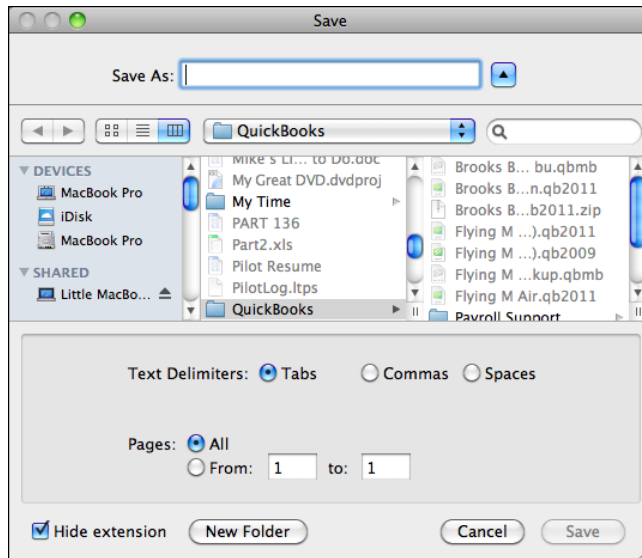 Save
Save As:
QuickBooks
DEVICES
MacBook Pro
iDisk
MacBook Pro
SHARED
Little MacBo...
Mike's Li... to Do.doc
My Great DVD.dvdproj
My Time
PART 136
Part2.xls
Pilot Resume
PilotLog.ltps
QuickBooks
Brooks B... bu.qbmb
Brooks B...n.qb2011
Brooks B...b2011.zip
Flying M ...).qb2011
Flying M ...).qb2009
Flying M ...kup.qbmb
Flying M Air.qb2011
Payroll Support
Text Delimiters: Tabs Commas Spaces
Pages: All
From: 1 to: 1
Hide extension New Folder Cancel Save